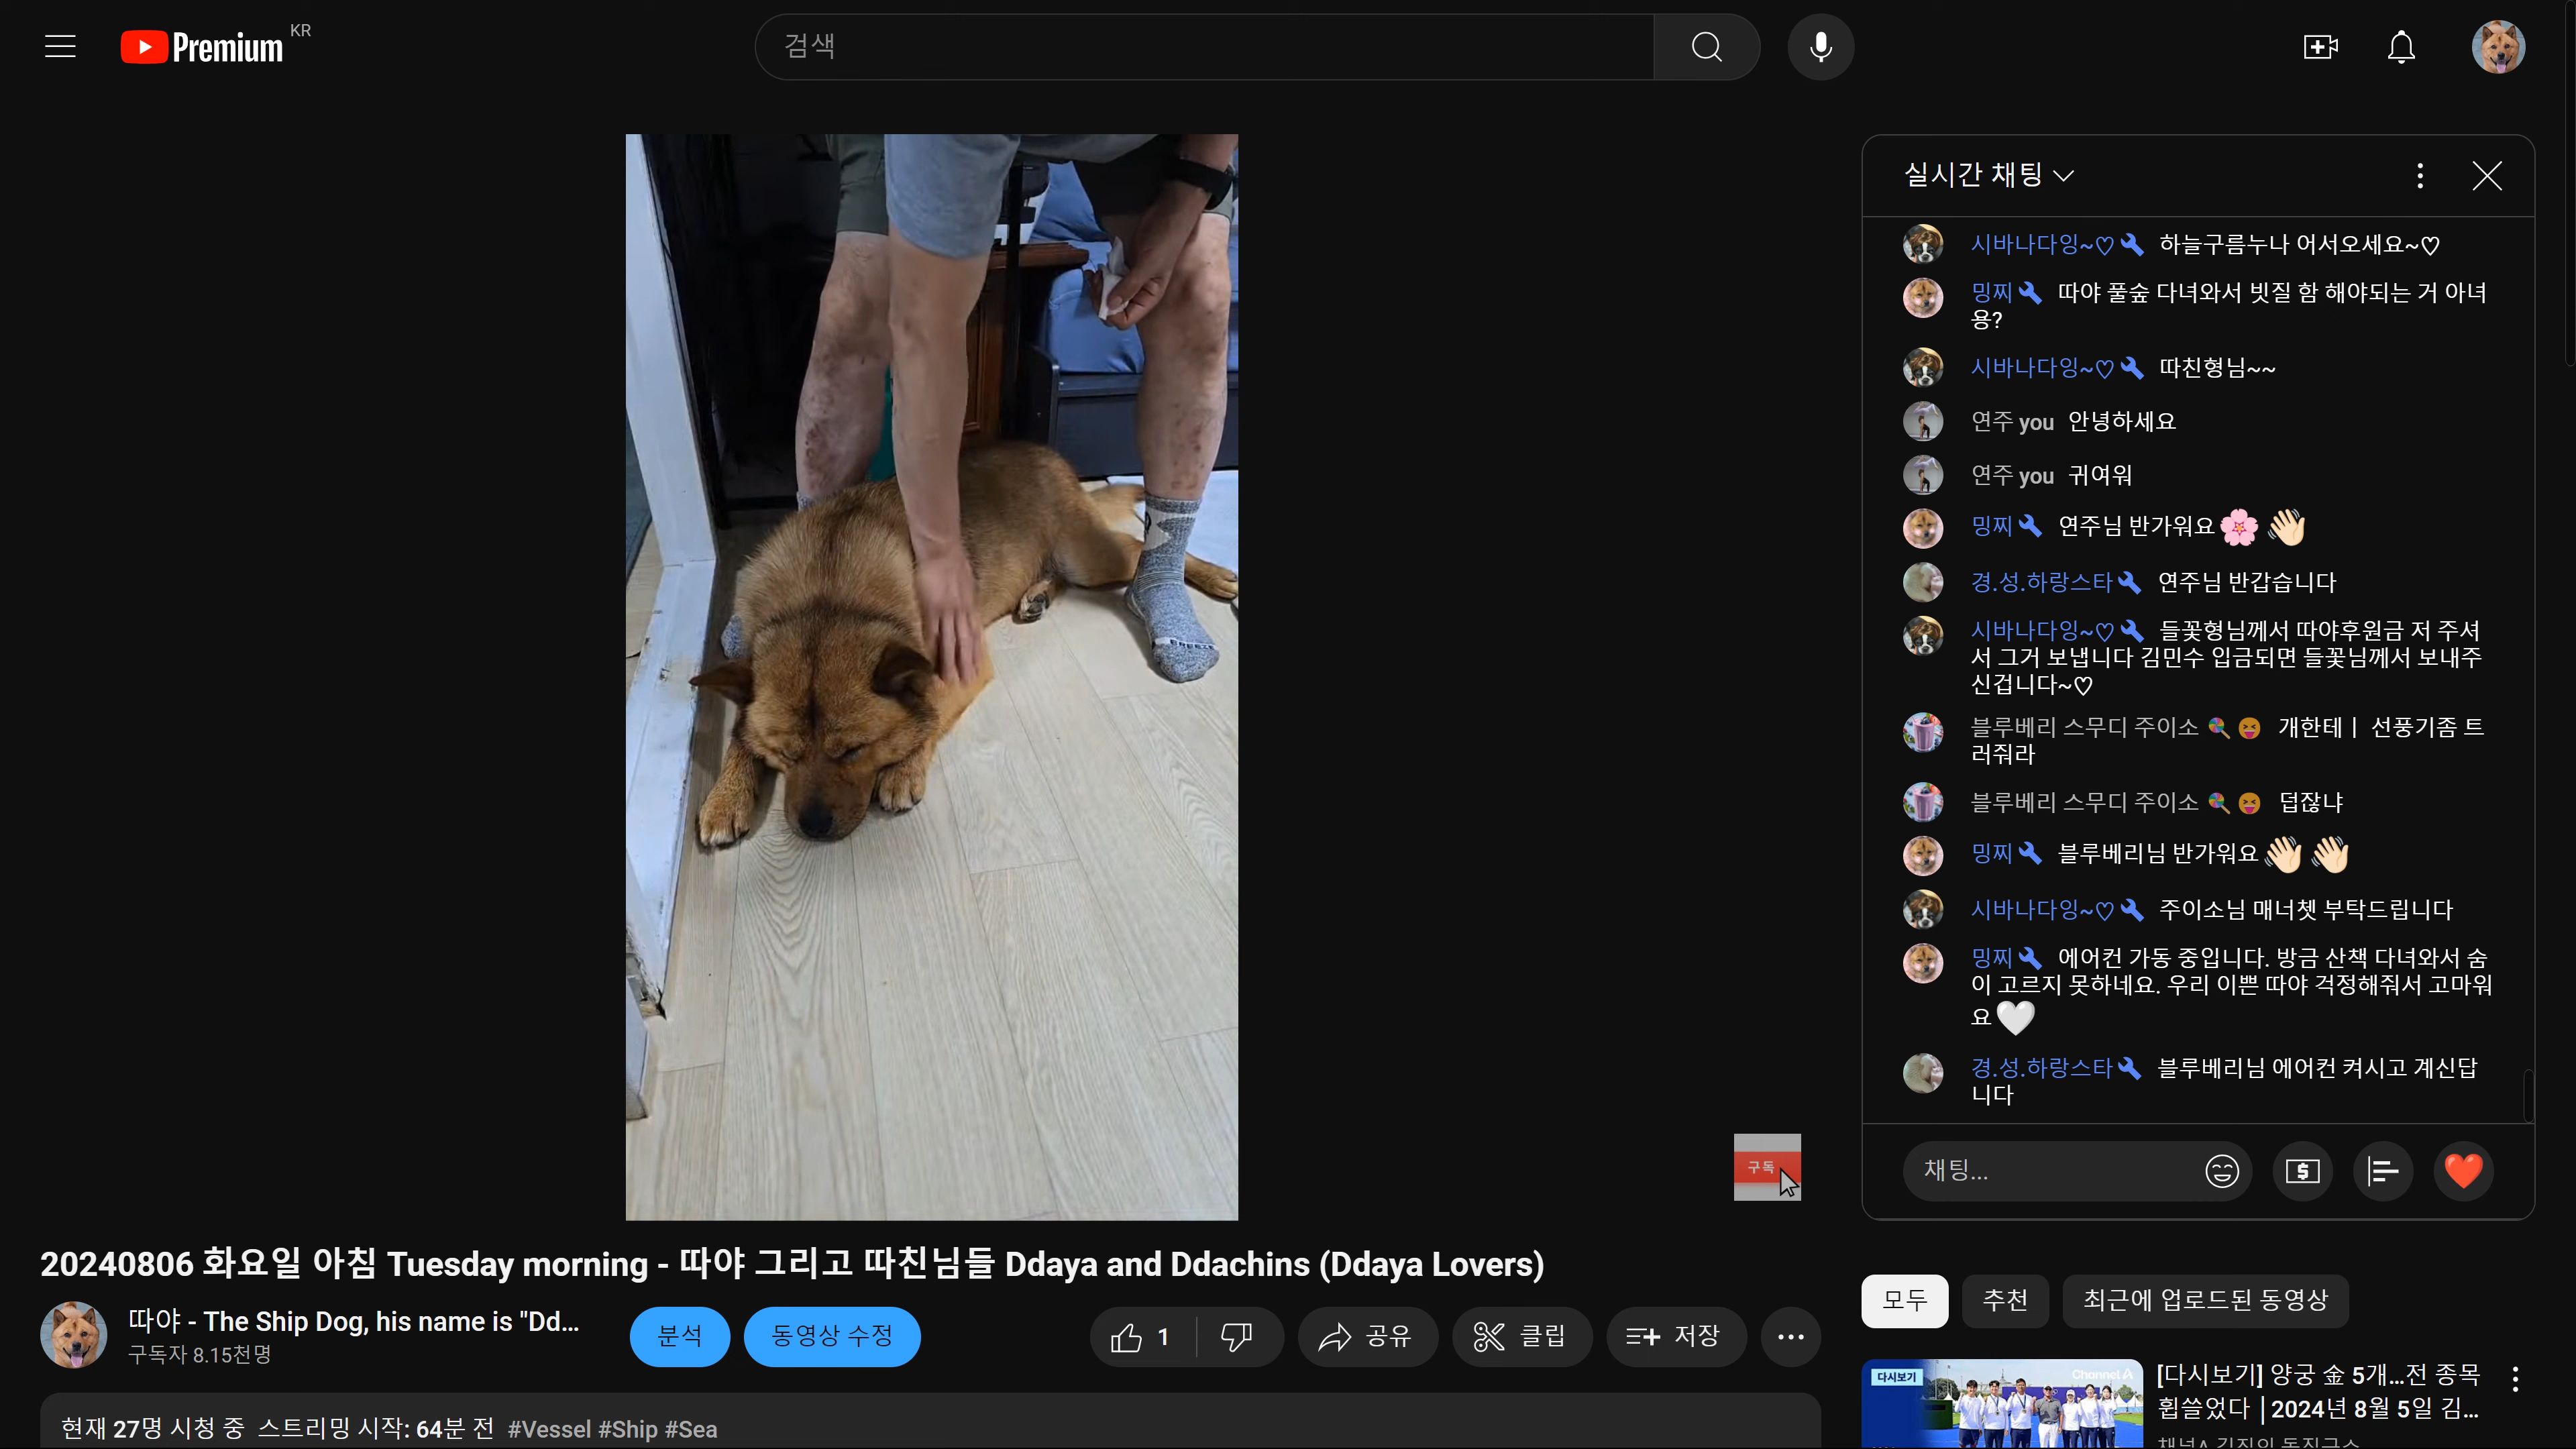 Premium KR
검색
실시간 채팅
시바나다잉~♡ 하늘구름누나 어서오세요~♡
밍찌 따야 풀숲 다녀와서 빗질 함 해야되는 거 아녀
용?
시바나다잉~♡ 따친형님~~
연주 you 안녕하세요
연주 you 귀여워
밍찌 연주님 반가워요🌸👋🏻
경.성.하랑스타 연주님 반갑습니다
시바나다잉~♡ 들꽃형님께서 따야후원금 저 주셔
서 그거 보냅니다 김민수 입금되면 들꽃님께서 보내주
신겁니다~♡
블루베리 스무디 주이소 🍭 😝 개한테ㅣ 선풍기좀 트
러줘라
블루베리 스무디 주이소 🍭 😝 덥잖냐
밍찌 블루베리님 반가워요👋🏻👋🏻
시바나다잉~♡ 주이소님 매너쳇 부탁드립니다
밍찌 에어컨 가동 중입니다. 방금 산책 다녀와서 숨
이 고르지 못하네요. 우리 이쁜 따야 걱정해줘서 고마워
요🤍
경.성.하랑스타 블루베리님 에어컨 켜시고 계신답
니다
채팅...
구독
20240806 화요일 아침 Tuesday morning - 따야 그리고 따친님들 Ddaya and Ddachins (Ddaya Lovers)
따야 - The Ship Dog, his name is "Dd...
구독자 8.15천명
분석
동영상 수정
1
공유
클립
저장
현재 27명 시청 중 스트리밍 시작: 64분 전 #Vessel #Ship #Sea
모두
추천
최근에 업로드된 동영상
다시보기
Channel A
[다시보기] 양궁 金 5개...전 종목
휩쓸었다 | 2024년 8월 5일 김...